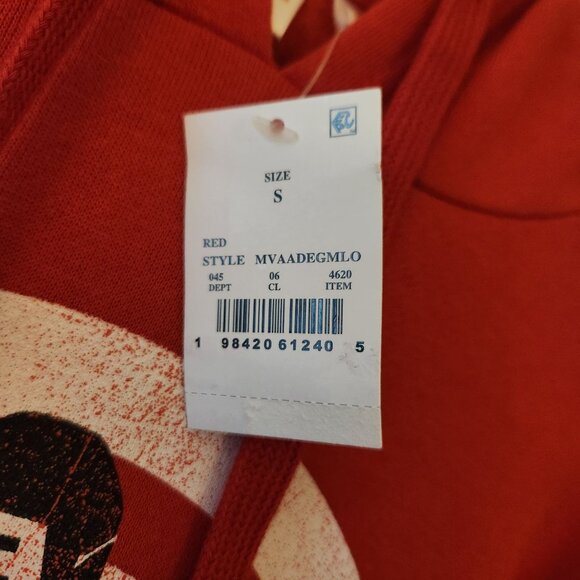 SIZE
S
RED
STYLE MVAADEGMLO
045 06 4620
DEPT CL ITEM
1 98420 61240 5